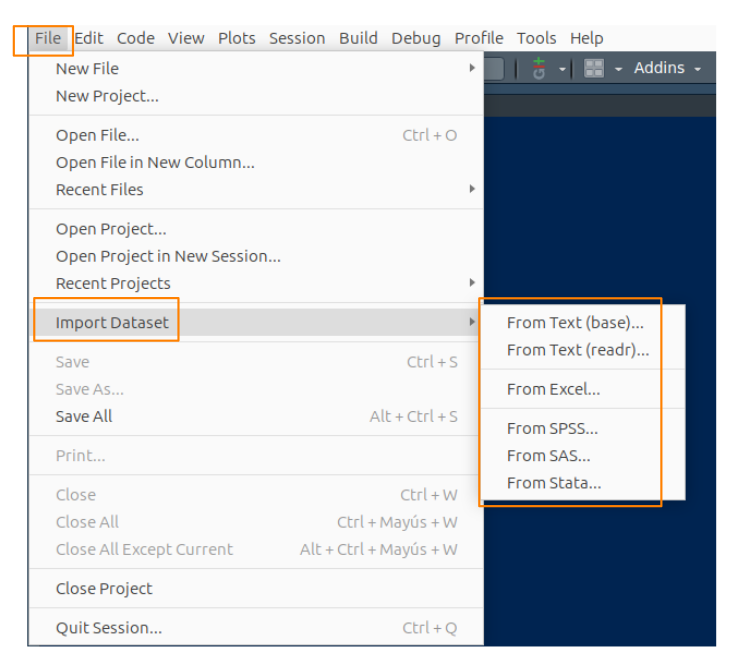 File Edit Code View Plots Session Build Debug Profile Tools Help
Addins
New File
New Project...
Open File... Ctrl + O
Open File in New Column...
Recent Files
Open Project...
Open Project in New Session...
Recent Projects
Import Dataset
From Text (base)...
From Text (readr)...
From Excel...
From SPSS...
From SAS...
From Stata...
Save Ctrl + S
Save As...
Save All Alt + Ctrl + S
Print...
Close Ctrl + W
Close All Ctrl + Mayús + W
Close All Except Current Alt + Ctrl + Mayús + W
Close Project
Quit Session... Ctrl + Q